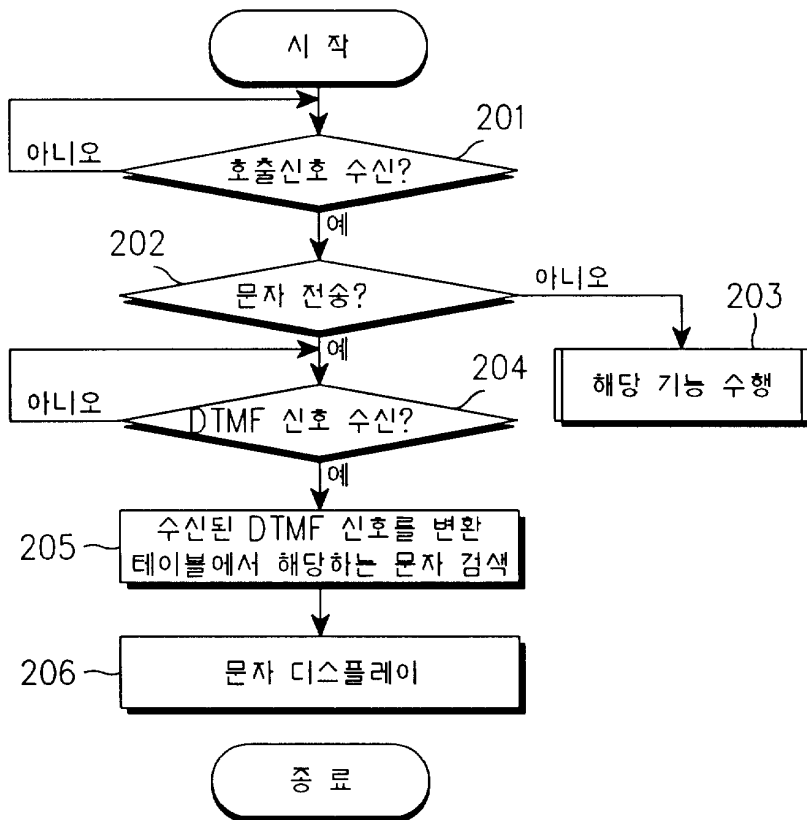 시 작
201
아니오
호출신호 수신?
예
202
문자 전송?
아니오
203
해당 기능 수행
예
204
아니오
DTMF 신호 수신?
예
205
수신된 DTMF 신호를 변환
테이블에서 해당하는 문자 검색
206
문자 디스플레이
종 료